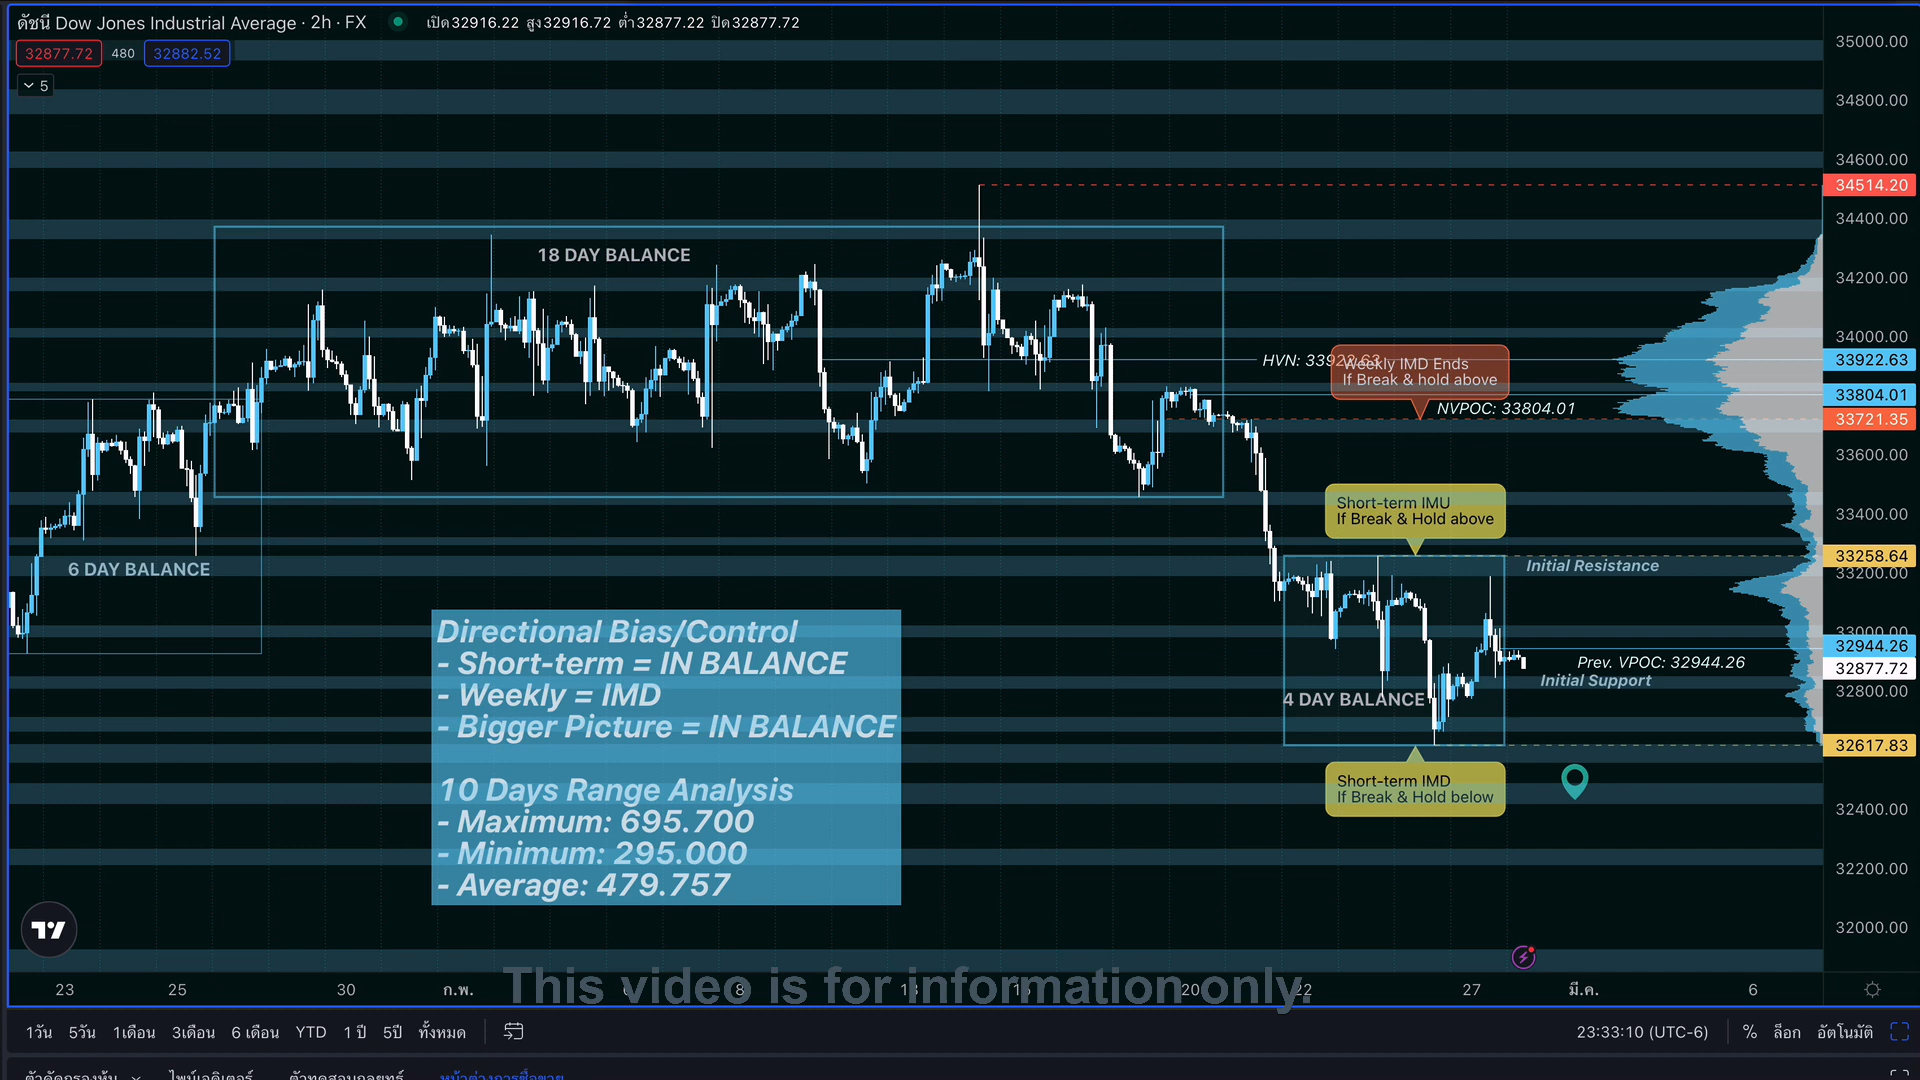 ดัชนี Dow Jones Industrial Average · 2h · FX
เปิด32916.22 สูง32916.72 ต่ำ32877.22 ปิด32877.72
32877.72 480 32882.52
5
35000.00
34800.00
34600.00
34514.20
34400.00
34200.00
34000.00
33922.63
33804.01
33721.35
33600.00
33400.00
33258.64
33200.00
33000.00
32944.26
32877.72
32800.00
32617.83
32400.00
32200.00
32000.00
18 DAY BALANCE
HVN: 33922.63
Weekly IMD Ends
If Break & hold above
NVPOC: 33804.01
Short-term IMU
If Break & Hold above
Initial Resistance
6 DAY BALANCE
Prev. VPOC: 32944.26
Initial Support
4 DAY BALANCE
Short-term IMD
If Break & Hold below
Directional Bias/Control
- Short-term = IN BALANCE
- Weekly = IMD
- Bigger Picture = IN BALANCE
10 Days Range Analysis
- Maximum: 695.700
- Minimum: 295.000
- Average: 479.757
This video is for information only.
23 25 30 ก.พ. 8 20 22 27 มี.ค. 6
1วัน 5วัน 1เดือน 3เดือน 6 เดือน YTD 1 ปี 5ปี ทั้งหมด
23:33:10 (UTC-6) % ล็อก อัตโนมัติ